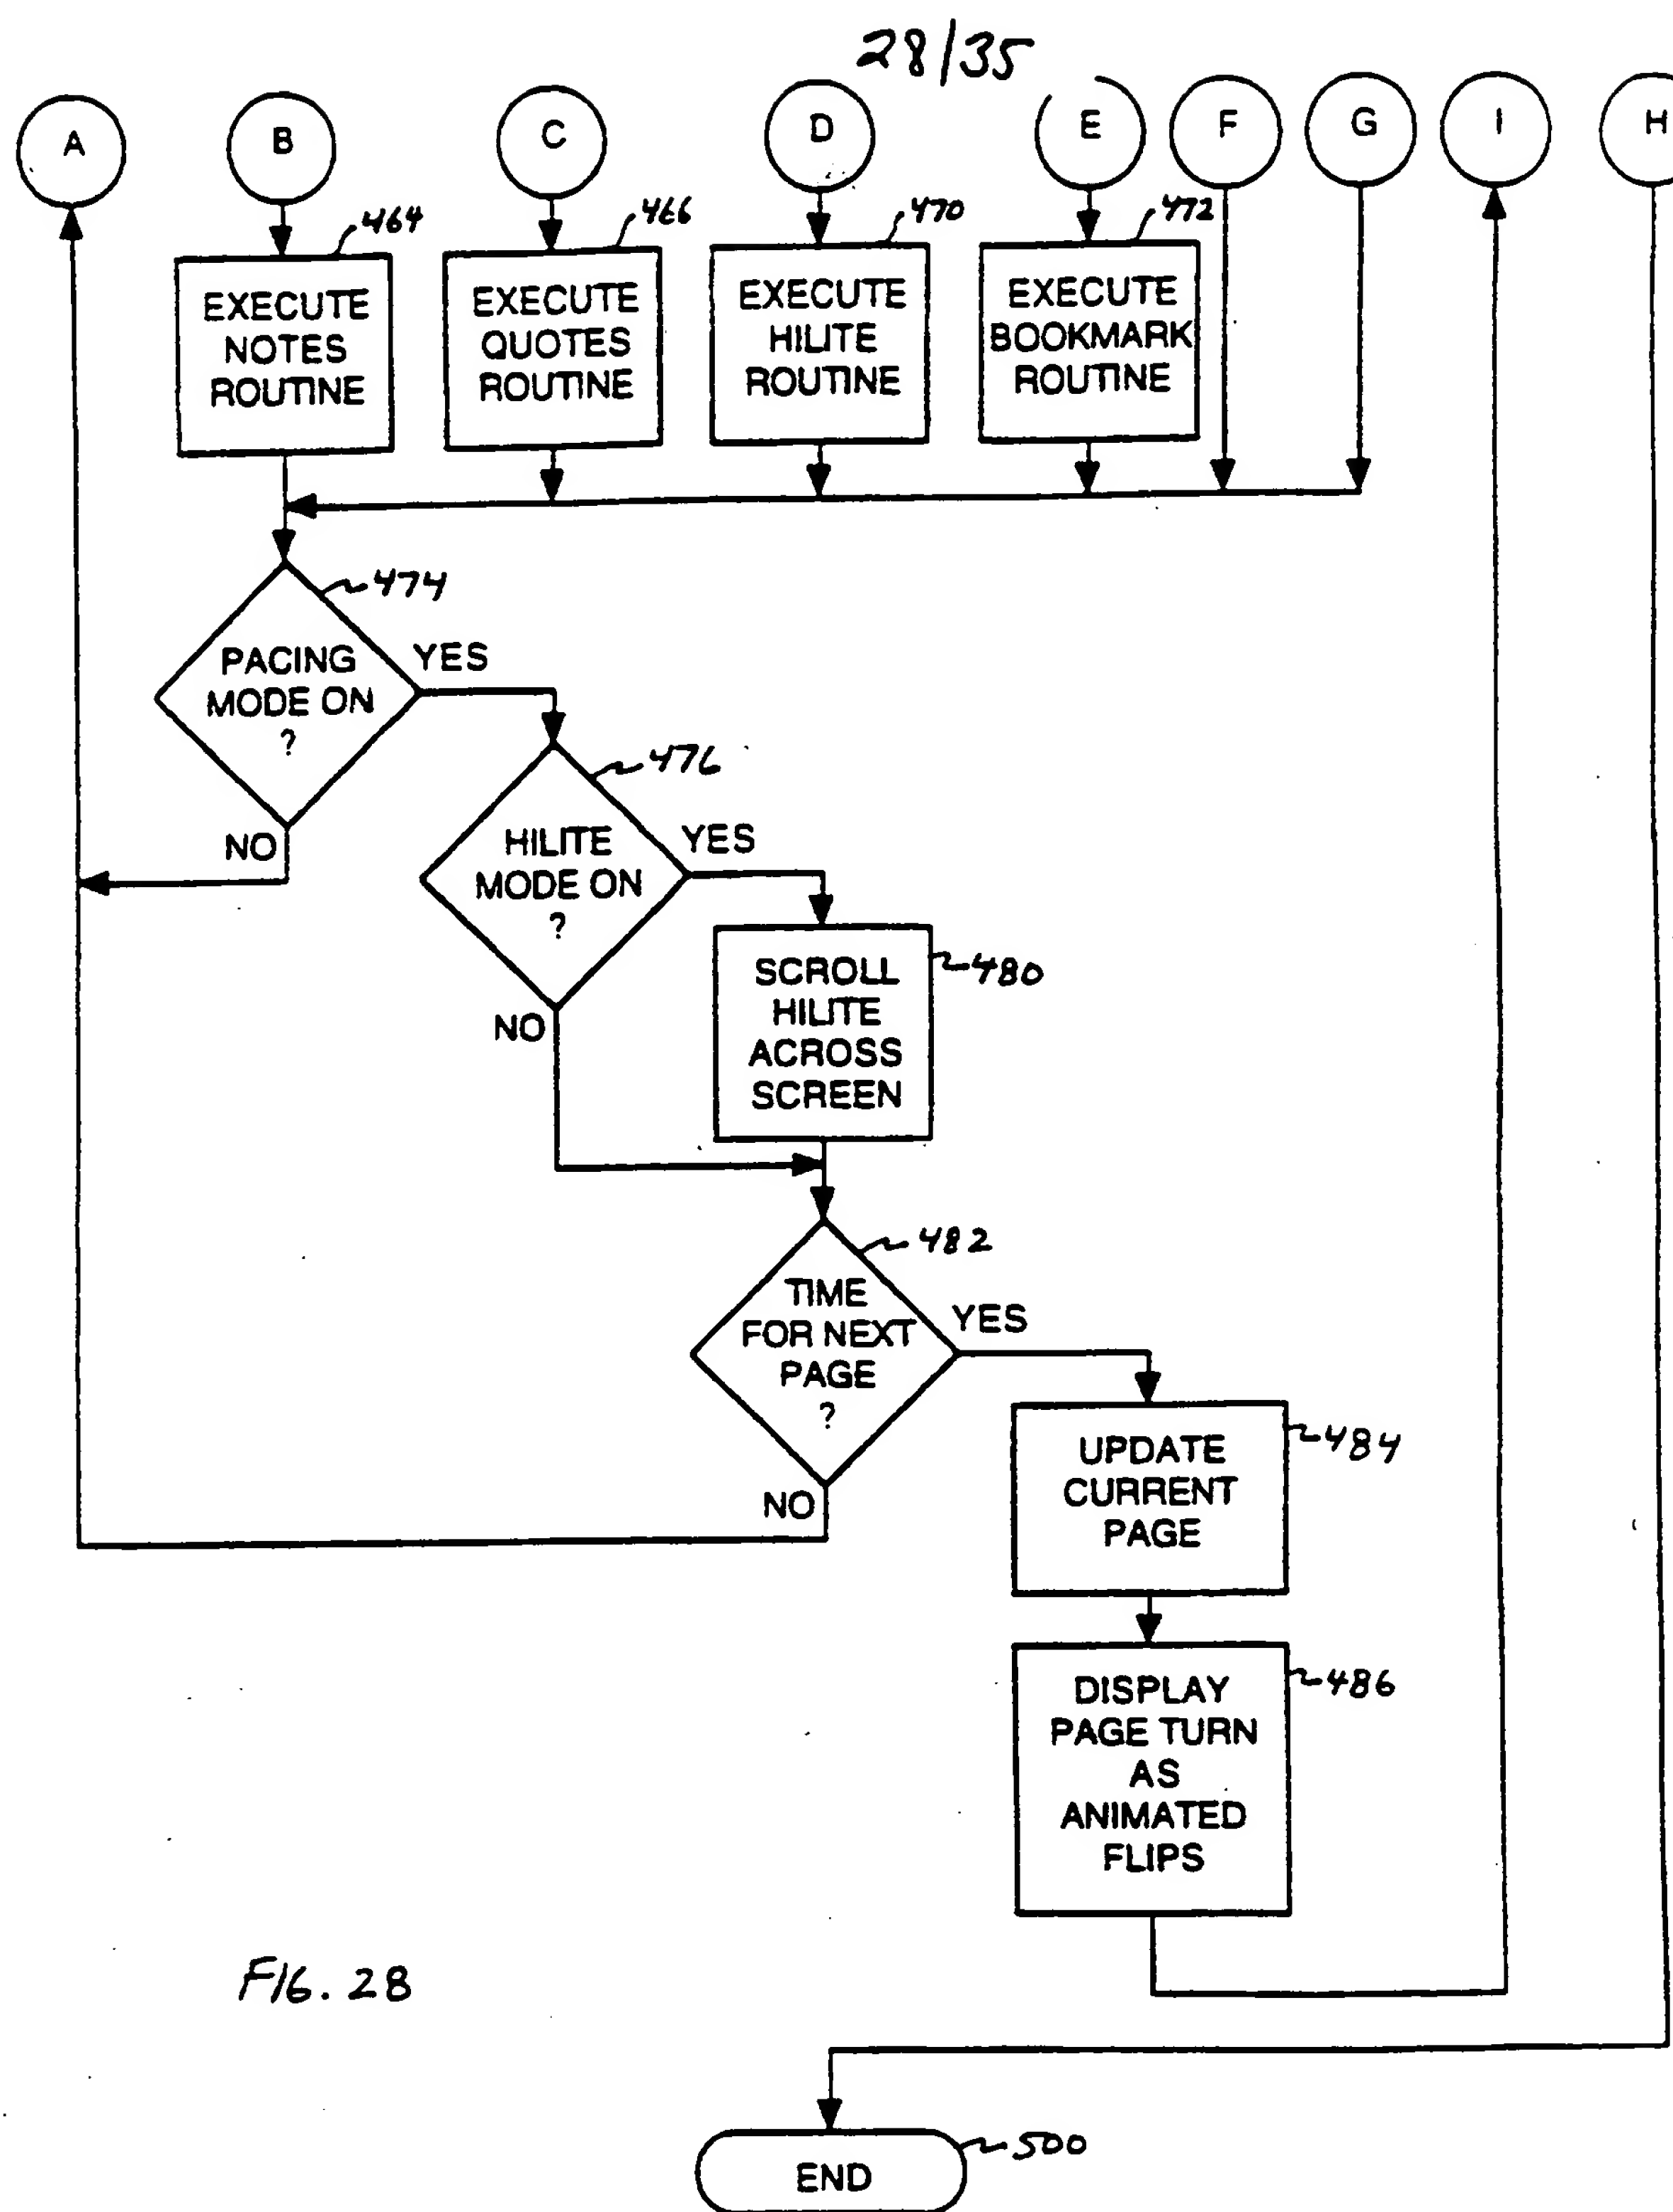 28/35
A
B
C
D
E
F
G
I
H
464
466
470
472
EXECUTE
NOTES
ROUTINE
EXECUTE
QUOTES
ROUTINE
EXECUTE
HILITE
ROUTINE
EXECUTE
BOOKMARK
ROUTINE
474
PACING
MODE ON
?
YES
NO
476
HILITE
MODE ON
?
YES
NO
480
SCROLL
HILITE
ACROSS
SCREEN
482
TIME
FOR NEXT
PAGE
?
YES
NO
484
UPDATE
CURRENT
PAGE
486
DISPLAY
PAGE TURN
AS
ANIMATED
FLIPS
FIG. 28
500
END